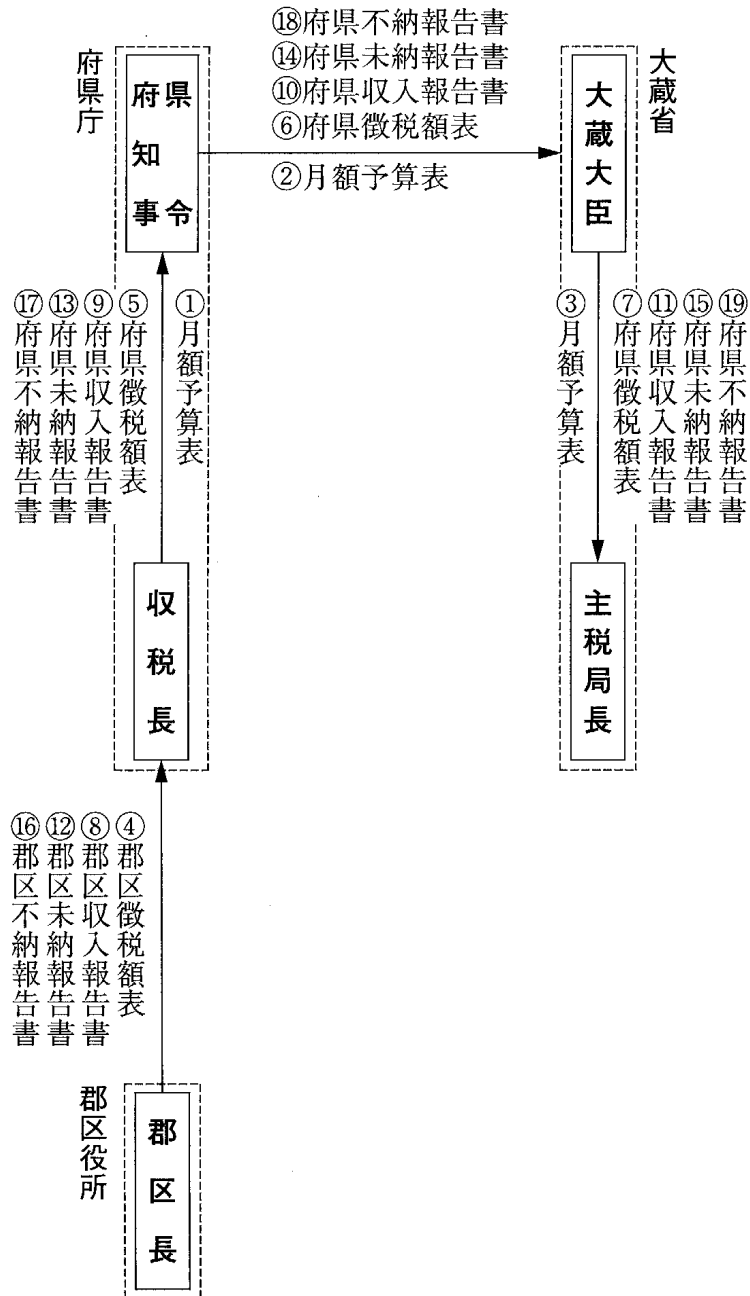 ⑱府県不納報告書
⑭府県未納報告書
⑩府県収入報告書
⑥府県徴税額表
②月額予算表
府県庁
府県
知
事令
大蔵省
大蔵大臣
①月額予算表
⑤府県徴税額表
⑨府県収入報告書
⑬府県未納報告書
⑰府県不納報告書
⑲府県不納報告書
⑮府県未納報告書
⑪府県収入報告書
⑦府県徴税額表
③月額予算表
収税長
主税局長
④郡区徴税額表
⑧郡区収入報告書
⑫郡区未納報告書
⑯郡区不納報告書
郡区役所
郡区長